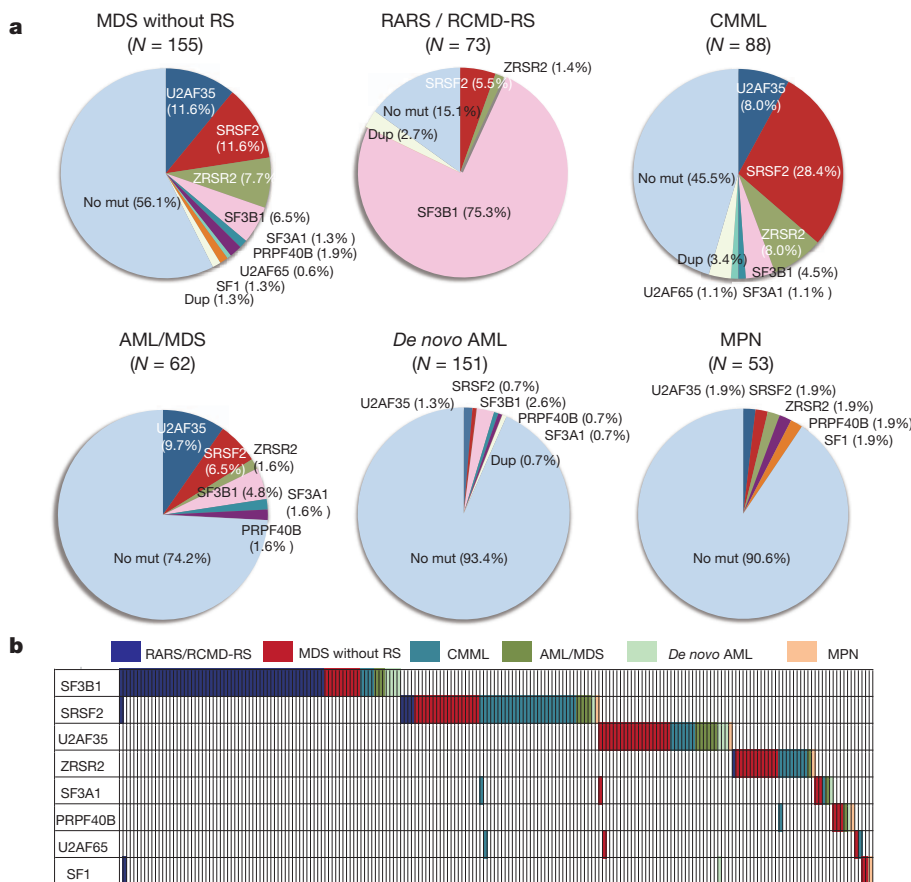 a
MDS without RS
(N = 155)
U2AF35
(11.6%)
SRSF2
(11.6%)
ZRSR2 (7.7%
SF3B1 (6.5%)
SF3A1 (1.3% )
PRPF40B (1.9%)
U2AF65 (0.6%)
SF1 (1.3%)
Dup (1.3%)
No mut (56.1%)
RARS / RCMD-RS
(N = 73)
ZRSR2 (1.4%)
SRSF2 (5.5%)
No mut (15.1%)
Dup (2.7%)
SF3B1 (75.3%)
CMML
(N = 88)
U2AF35
(8.0%)
SRSF2 (28.4%)
No mut (45.5%)
ZRSR2
(8.0%)
Dup (3.4%)
SF3B1 (4.5%)
U2AF65 (1.1%)
SF3A1 (1.1% )
AML/MDS
(N = 62)
U2AF35
(9.7%)
SRSF2
(6.5%)
ZRSR2
(1.6%)
SF3B1 (4.8%)
SF3A1
(1.6% )
PRPF40B
(1.6% )
No mut (74.2%)
De novo AML
(N = 151)
SRSF2 (0.7%)
U2AF35 (1.3%)
SF3B1 (2.6%)
PRPF40B (0.7%)
SF3A1 (0.7%)
Dup (0.7%)
No mut (93.4%)
MPN
(N = 53)
U2AF35 (1.9%)
SRSF2 (1.9%)
ZRSR2 (1.9%)
PRPF40B (1.9%)
SF1 (1.9%)
No mut (90.6%)
b
RARS/RCMD-RS
MDS without RS
CMML
AML/MDS
De novo AML
MPN
SF3B1
SRSF2
U2AF35
ZRSR2
SF3A1
PRPF40B
U2AF65
SF1